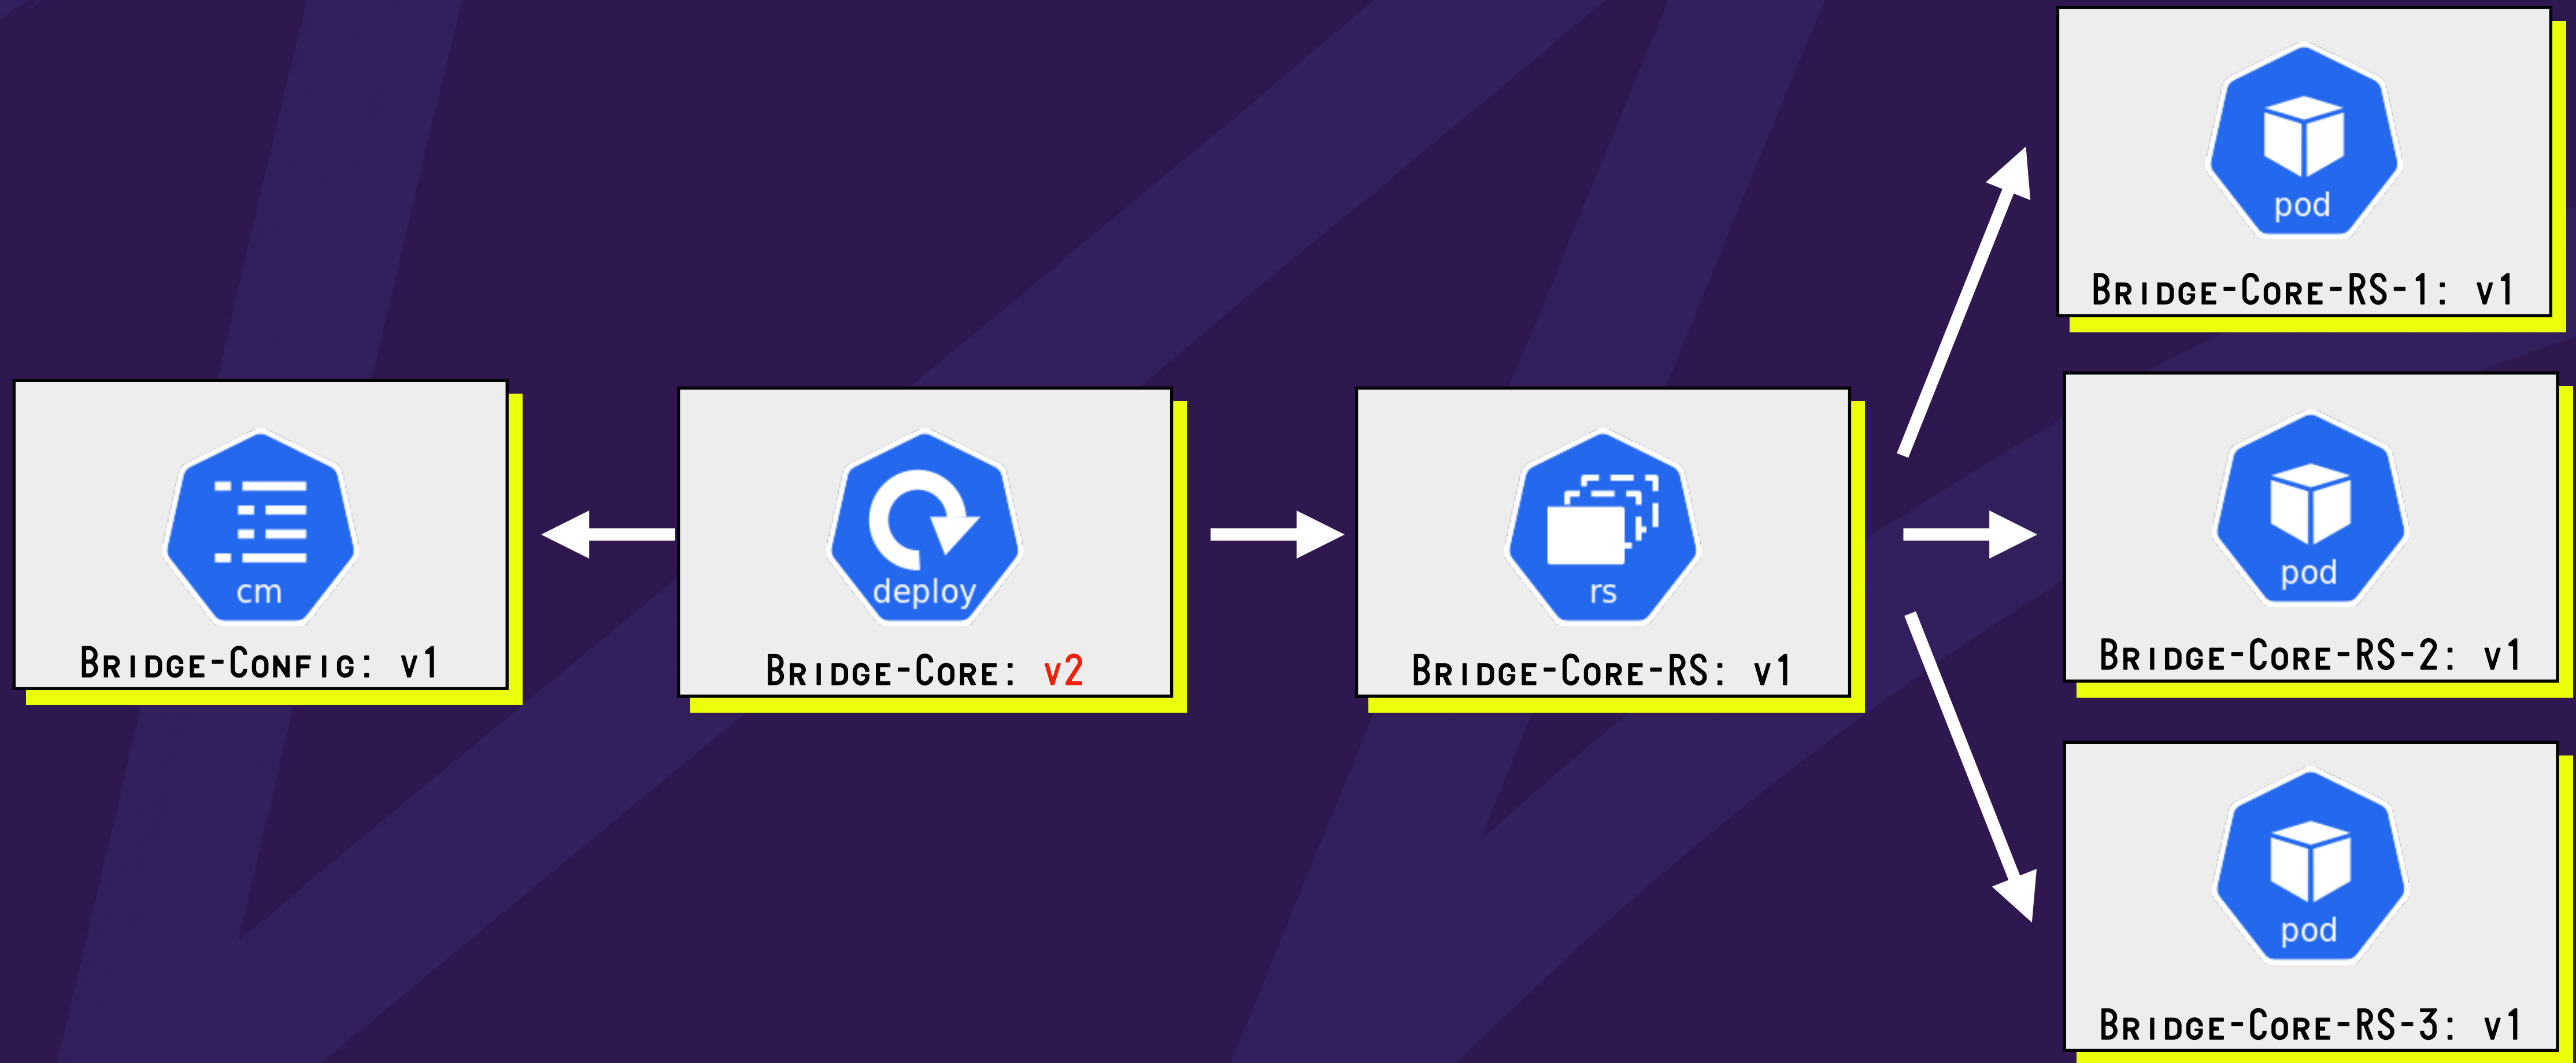 cm
Bridge-Config: v1
deploy
Bridge-Core: v2
rs
Bridge-Core-RS: v1
pod
Bridge-Core-RS-1: v1
pod
Bridge-Core-RS-2: v1
pod
Bridge-Core-RS-3: v1